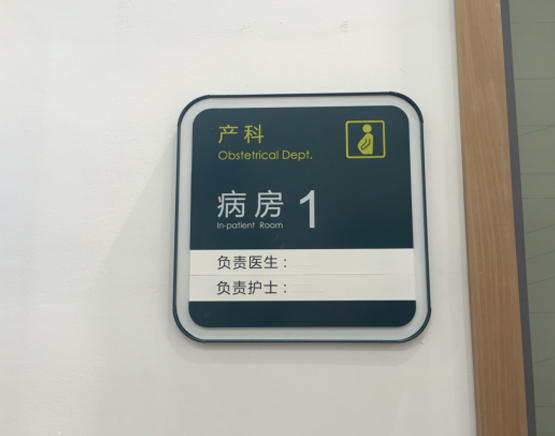 产科
Obstetrical Dept.
病房 1
In-patient Room
负责医生：
负责护士：